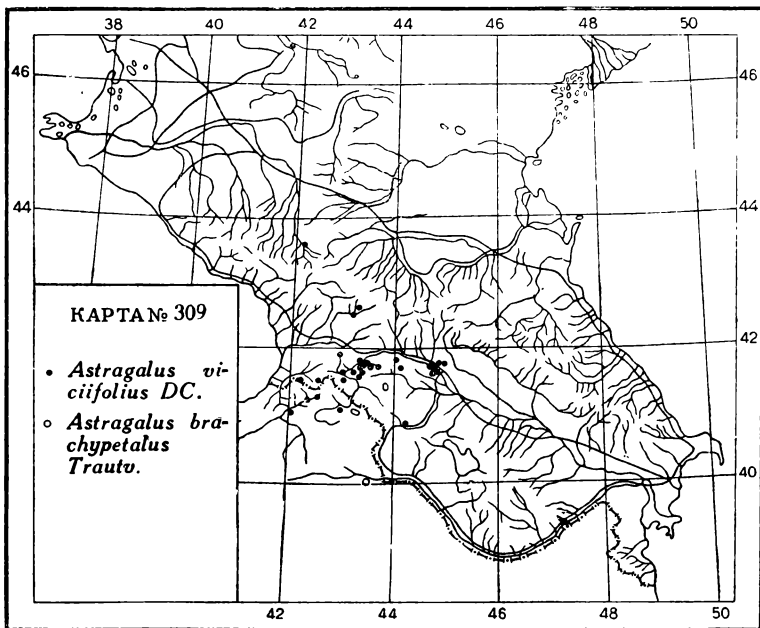 38 40 42 44 46 48 50
46 46
44 44
42
40
КАРТА № 309
• Astragalus vi-
ciifolius DC.
○ Astragalus bra-
chypetalus
Trautv.
42
40
42 44 46 48 50